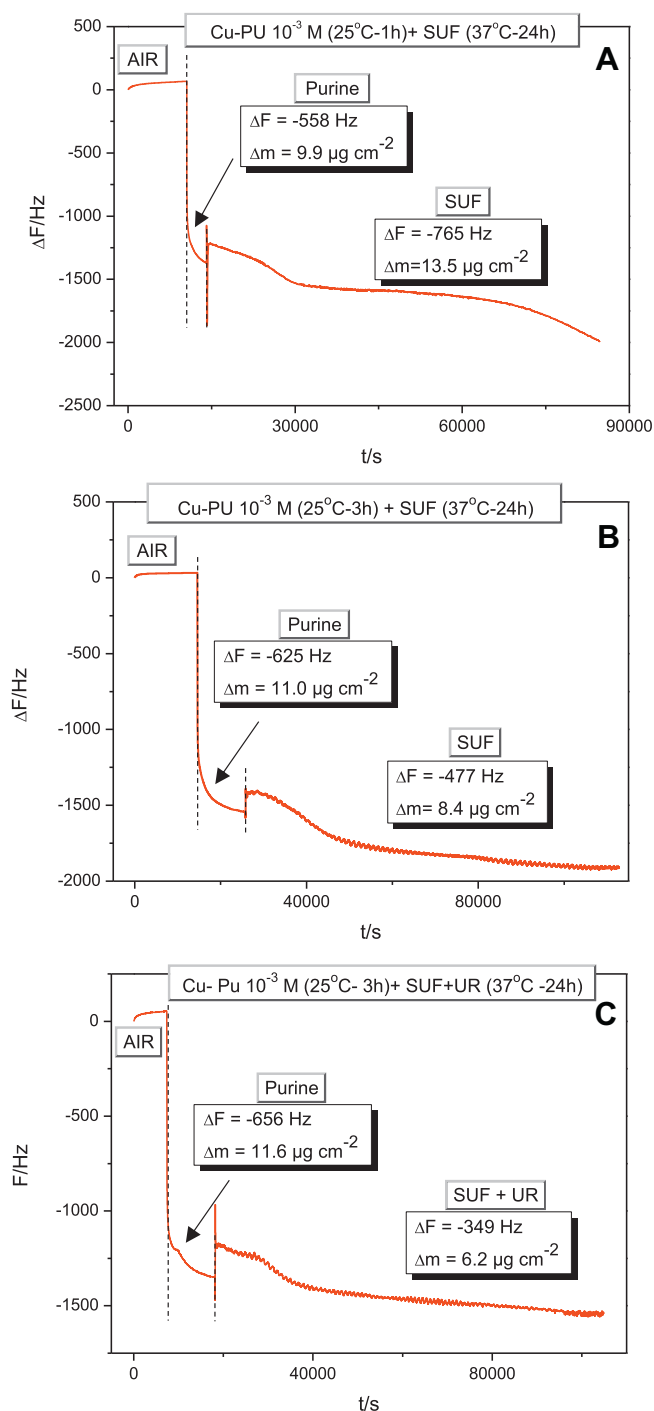 Cu-PU 10⁻³ M (25°C-1h)+ SUF (37°C-24h)
A
AIR
Purine
ΔF = -558 Hz
Δm = 9.9 µg cm⁻²
SUF
ΔF = -765 Hz
Δm=13.5 µg cm⁻²
ΔF/Hz
500
0
-500
-1000
-1500
-2000
-2500
0 30000 60000 90000
t/s
Cu-PU 10⁻³ M (25°C-3h) + SUF (37°C-24h)
B
AIR
Purine
ΔF = -625 Hz
Δm = 11.0 µg cm⁻²
SUF
ΔF = -477 Hz
Δm= 8.4 µg cm⁻²
ΔF/Hz
500
0
-500
-1000
-1500
-2000
0 40000 80000
t/s
Cu- Pu 10⁻³ M (25°C- 3h)+ SUF+UR (37°C -24h)
C
AIR
Purine
ΔF = -656 Hz
Δm = 11.6 µg cm⁻²
SUF + UR
ΔF = -349 Hz
Δm = 6.2 µg cm⁻²
F/Hz
0
-500
-1000
-1500
0 40000 80000
t/s